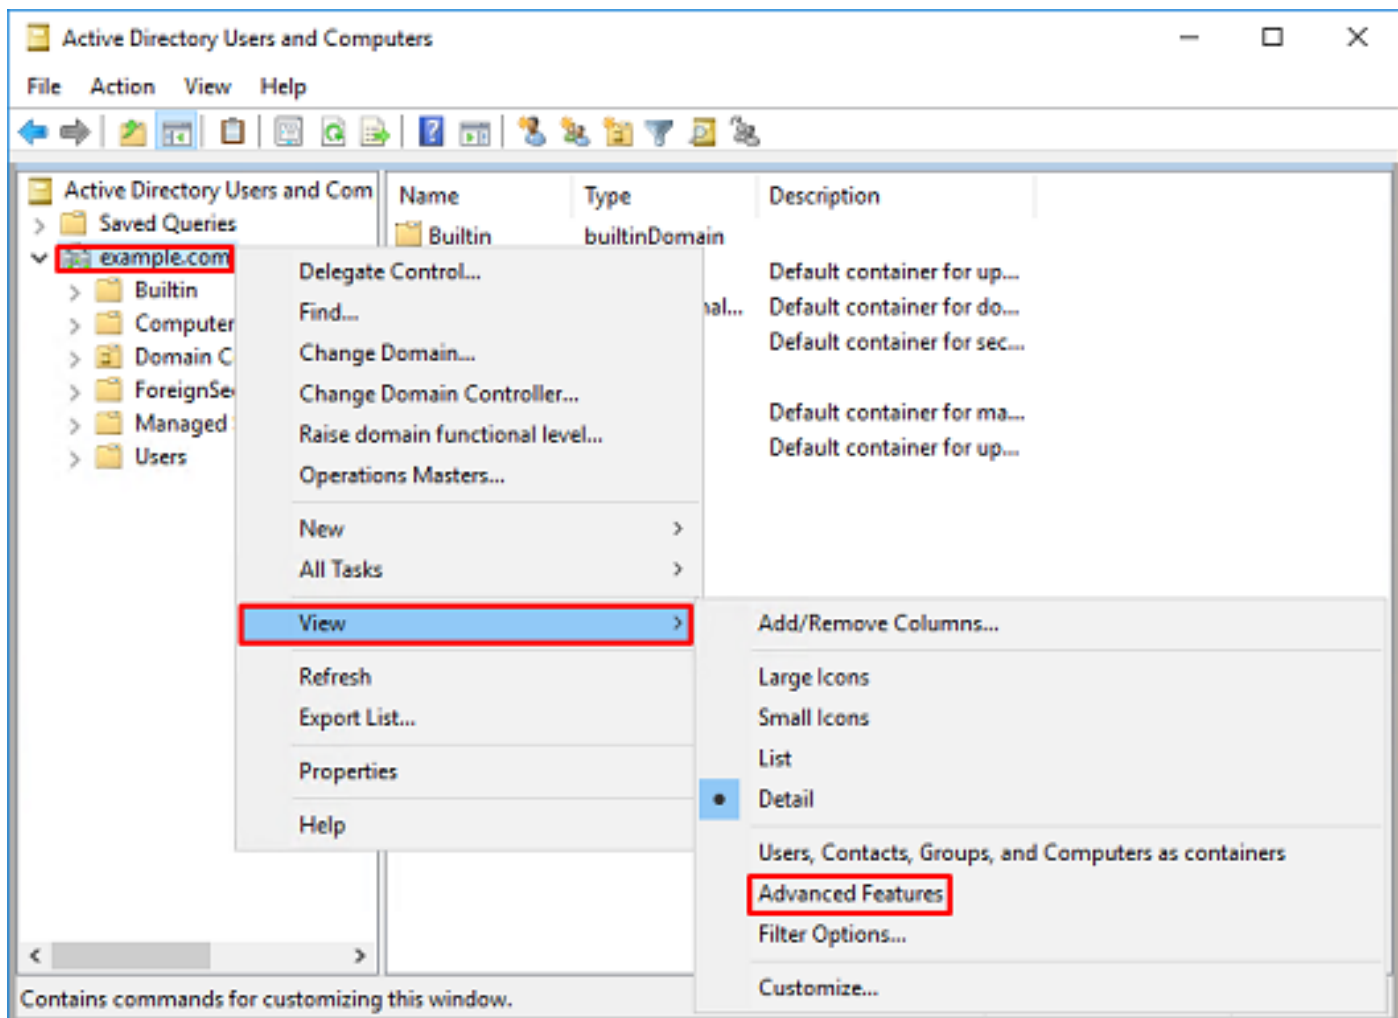 Active Directory Users and Computers
File Action View Help
Active Directory Users and Com
Saved Queries
example.com
Builtin
Computer
Domain C
ForeignSe
Managed
Users
Name Type Description
Builtin builtinDomain
Default container for up...
nal... Default container for do...
Default container for sec...
Default container for ma...
Default container for up...
Delegate Control...
Find...
Change Domain...
Change Domain Controller...
Raise domain functional level...
Operations Masters...
New
All Tasks
View
Refresh
Export List...
Properties
Help
Add/Remove Columns...
Large Icons
Small Icons
List
Detail
Users, Contacts, Groups, and Computers as containers
Advanced Features
Filter Options...
Customize...
Contains commands for customizing this window.